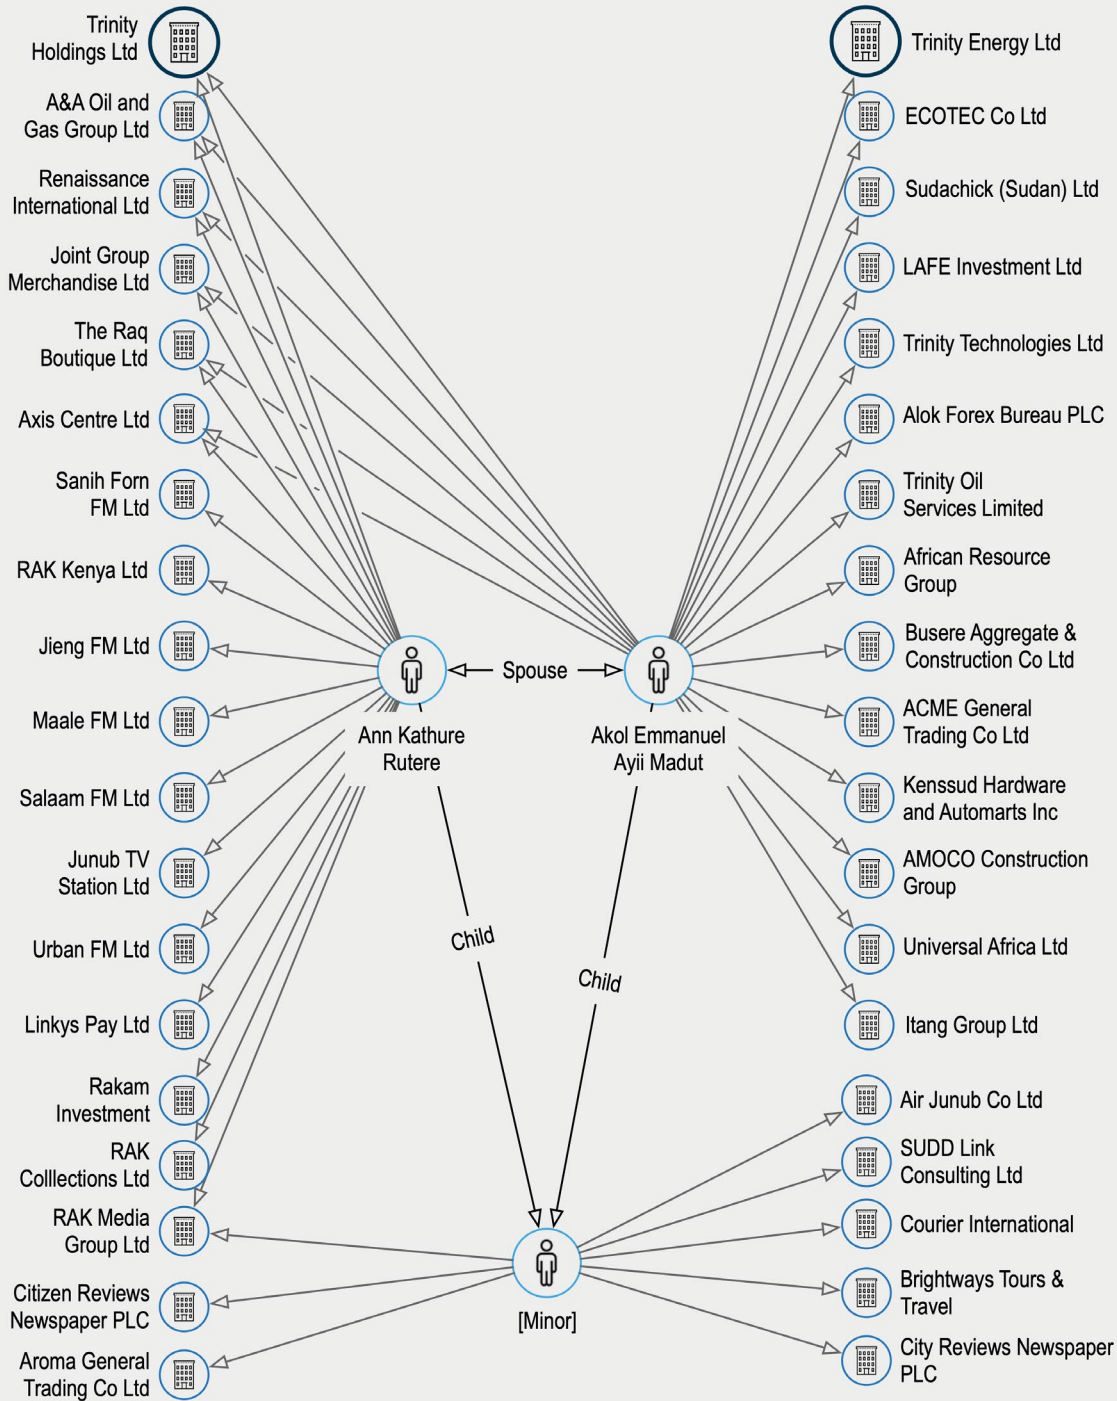 Trinity
Holdings Ltd
A&A Oil and
Gas Group Ltd
Renaissance
International Ltd
Joint Group
Merchandise Ltd
The Raq
Boutique Ltd
Axis Centre Ltd
Sanih Forn
FM Ltd
RAK Kenya Ltd
Jieng FM Ltd
Maale FM Ltd
Salaam FM Ltd
Junub TV
Station Ltd
Urban FM Ltd
Linkys Pay Ltd
Rakam
Investment
RAK
Colllections Ltd
RAK Media
Group Ltd
Citizen Reviews
Newspaper PLC
Aroma General
Trading Co Ltd
Spouse
Ann Kathure
Rutere
Akol Emmanuel
Ayii Madut
Child
Child
[Minor]
Trinity Energy Ltd
ECOTEC Co Ltd
Sudachick (Sudan) Ltd
LAFE Investment Ltd
Trinity Technologies Ltd
Alok Forex Bureau PLC
Trinity Oil
Services Limited
African Resource
Group
Busere Aggregate &
Construction Co Ltd
ACME General
Trading Co Ltd
Kenssud Hardware
and Automarts Inc
AMOCO Construction
Group
Universal Africa Ltd
Itang Group Ltd
Air Junub Co Ltd
SUDD Link
Consulting Ltd
Courier International
Brightways Tours &
Travel
City Reviews Newspaper
PLC